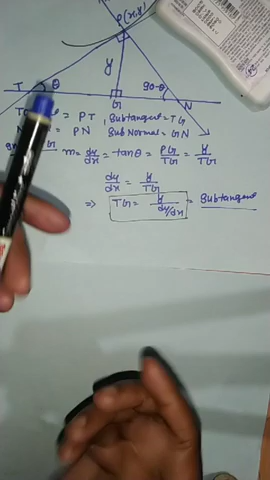 P(x,y)
y
T θ 90-θ
G N
= PT , Subtangent = TG
= PN Sub Normal = GN
m = dy/dx = tanθ = PG/TG = y/TG
dy/dx = y/TG
⇒ TG = y/dy/dx = Subtangent